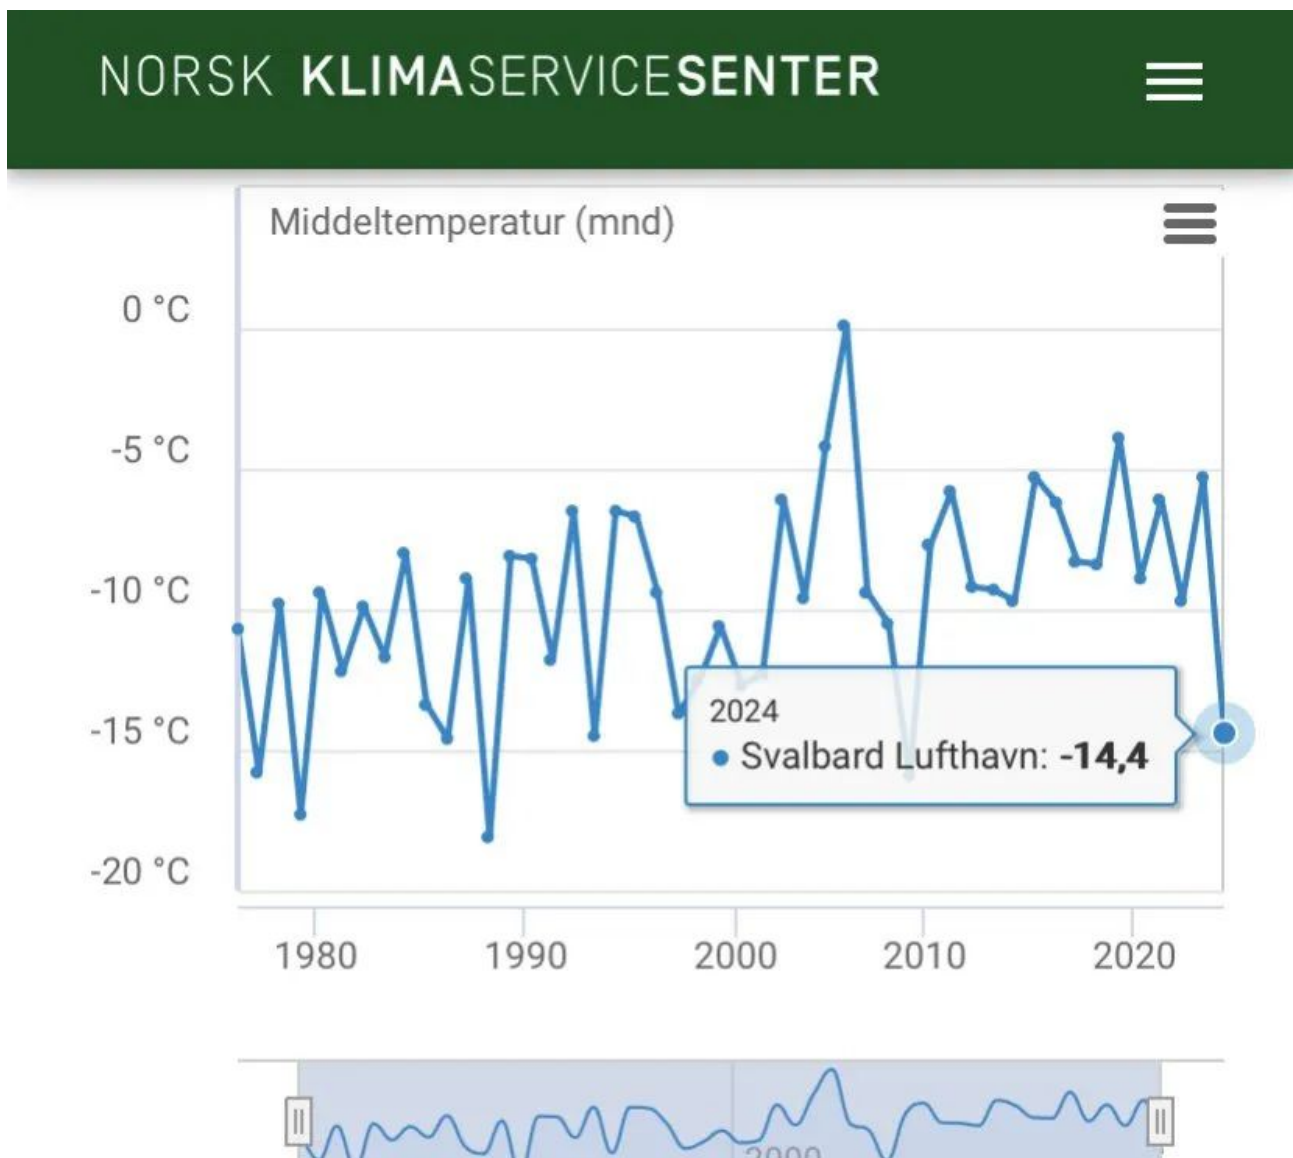 NORSK KLIMASERVICESENTER
Middeltemperatur (mnd)
0 °C
-5 °C
-10 °C
-15 °C
-20 °C
2024
Svalbard Lufthavn: -14,4
1980 1990 2000 2010 2020
2000